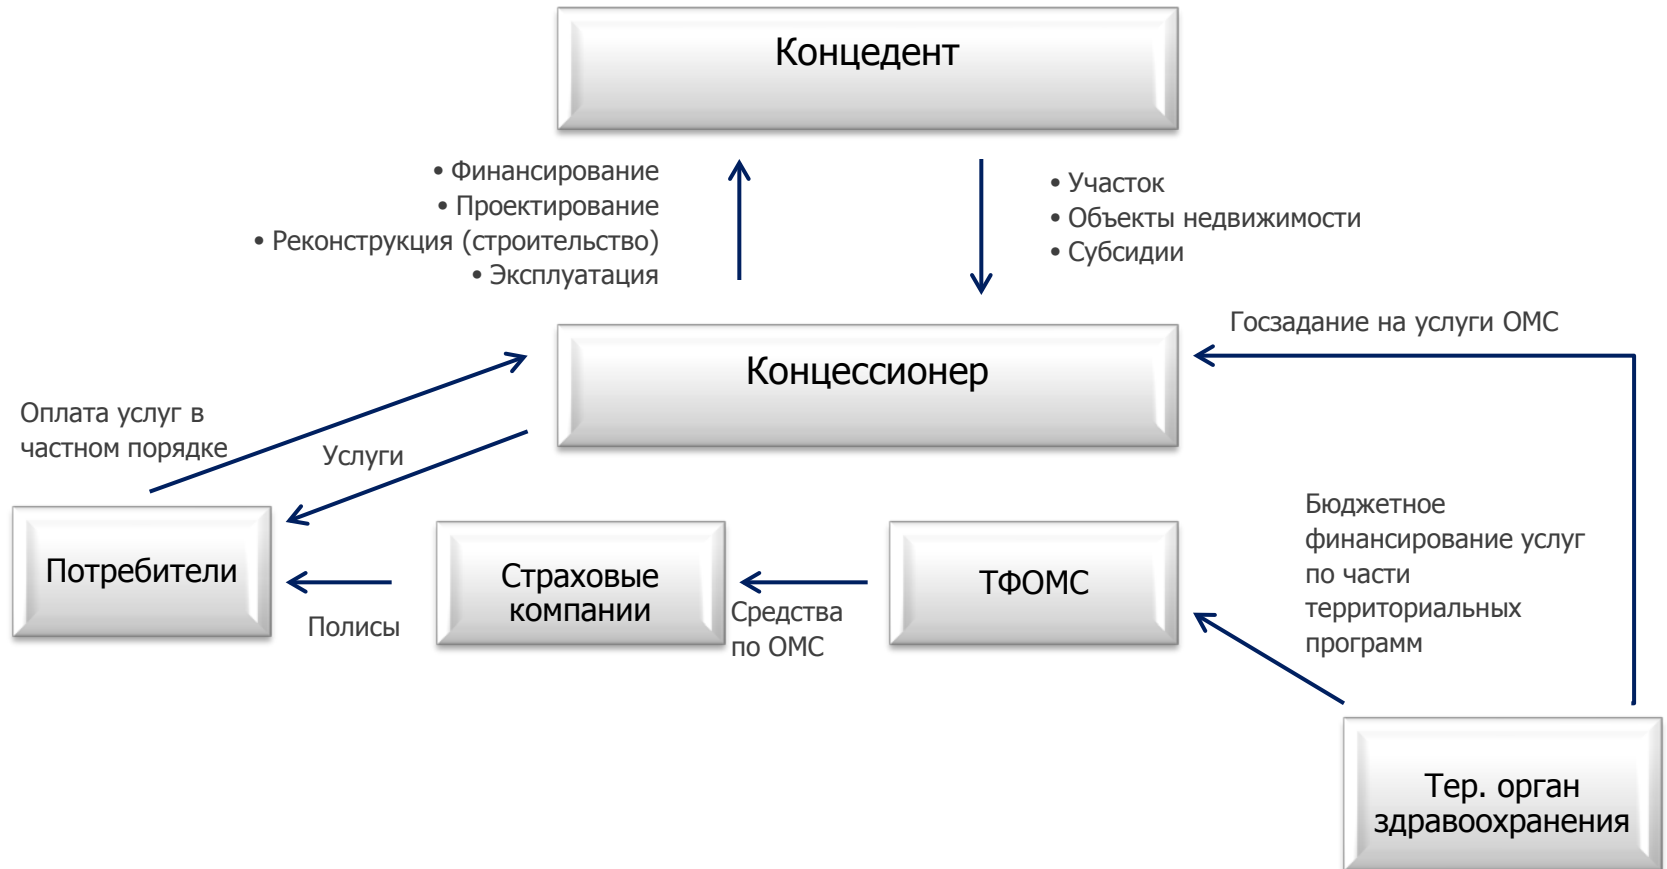 Концедент
• Финансирование
• Проектирование
• Реконструкция (строительство)
• Эксплуатация
• Участок
• Объекты недвижимости
• Субсидии
Госзадание на услуги ОМС
Концессионер
Оплата услуг в
частном порядке
Услуги
Бюджетное
финансирование услуг
по части
территориальных
программ
Потребители
Полисы
Страховые
компании
Средства
по ОМС
ТФОМС
Тер. орган
здравоохранения